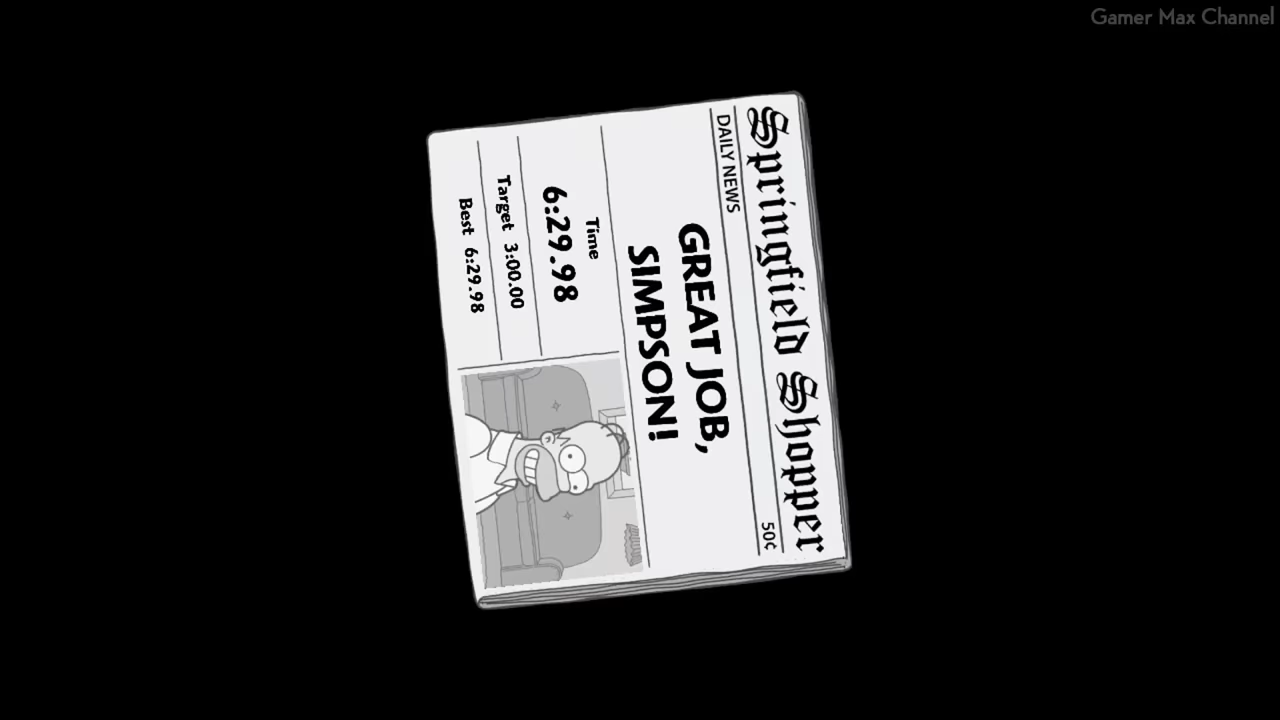 Gamer Max Channel
Springfield Shopper
DAILY NEWS
50¢
GREAT JOB,
SIMPSON!
Time
6:29.98
Target 3:00.00
Best 6:29.98